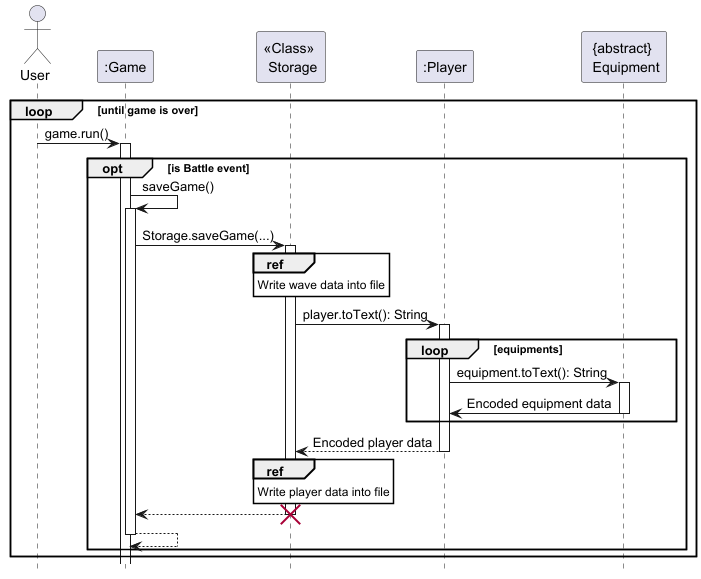 User
:Game
«Class»
Storage
:Player
{abstract}
Equipment
loop
[until game is over]
game.run()
opt
[is Battle event]
saveGame()
Storage.saveGame(...)
ref
Write wave data into file
player.toText(): String
loop
[equipments]
equipment.toText(): String
Encoded equipment data
Encoded player data
ref
Write player data into file